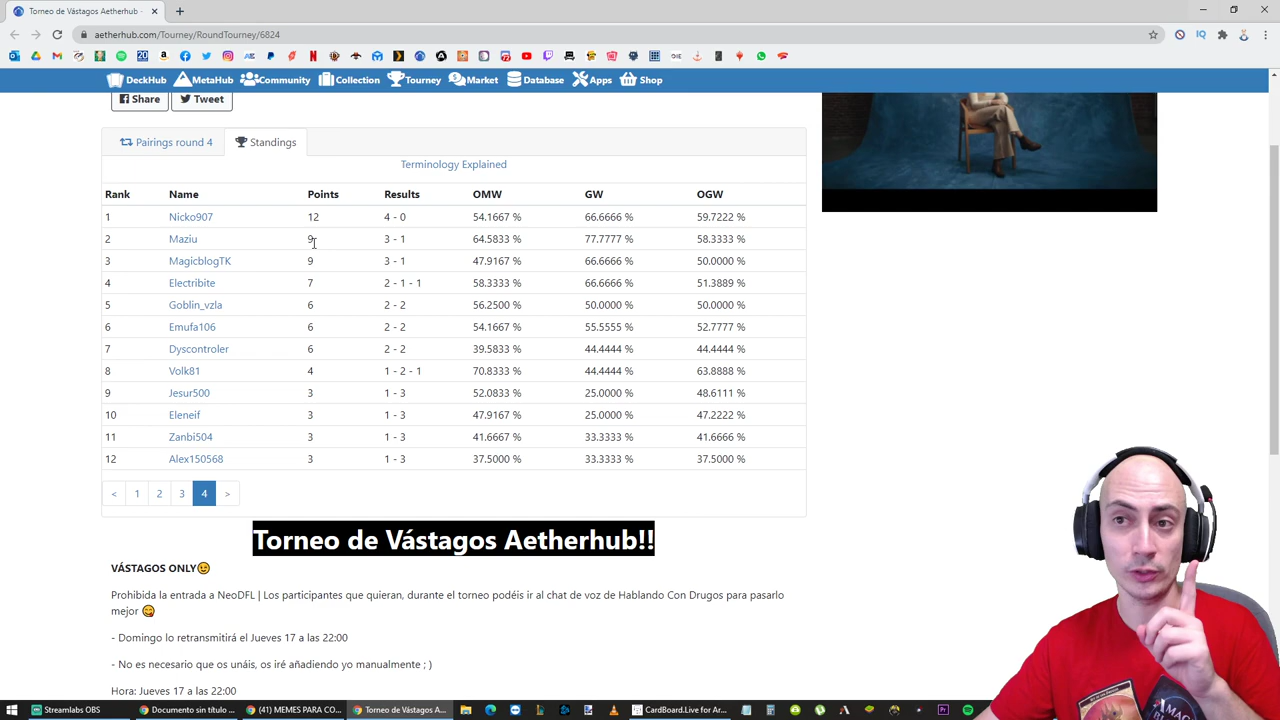 Torneo de Vástagos Aetherhub
aetherhub.com/Tourney/RoundTourney/6824
DeckHub MetaHub Community Collection Tourney Market Database Apps Shop
Share Tweet
Pairings round 4 Standings
Terminology Explained
Rank Name Points Results OMW GW OGW
1 Nicko907 12 4 - 0 54.1667 % 66.6666 % 59.7222 %
2 Maziu 9 3 - 1 64.5833 % 77.7777 % 58.3333 %
3 MagicblogTK 9 3 - 1 47.9167 % 66.6666 % 50.0000 %
4 Electribite 7 2 - 1 - 1 58.3333 % 66.6666 % 51.3889 %
5 Goblin_vzla 6 2 - 2 56.2500 % 50.0000 % 50.0000 %
6 Emufa106 6 2 - 2 54.1667 % 55.5555 % 52.7777 %
7 Dyscontroler 6 2 - 2 39.5833 % 44.4444 % 44.4444 %
8 Volk81 4 1 - 2 - 1 70.8333 % 44.4444 % 63.8888 %
9 Jesur500 3 1 - 3 52.0833 % 25.0000 % 48.6111 %
10 Eleneif 3 1 - 3 47.9167 % 25.0000 % 47.2222 %
11 Zanbi504 3 1 - 3 41.6667 % 33.3333 % 41.6666 %
12 Alex150568 3 1 - 3 37.5000 % 33.3333 % 37.5000 %
< 1 2 3 4 >
Torneo de Vástagos Aetherhub!!
VÁSTAGOS ONLY😉
Prohibida la entrada a NeoDFL | Los participantes que quieran, durante el torneo podéis ir al chat de voz de Hablando Con Drugos para pasarlo
mejor 😋
- Domingo lo retransmitirá el Jueves 17 a las 22:00
- No es necesario que os unáis, os iré añadiendo yo manualmente ; )
Hora: Jueves 17 a las 22:00
Streamlabs OBS Documento sin título ... (41) MEMES PARA CO... Torneo de Vástagos A... CardBoard.Live for Ar...